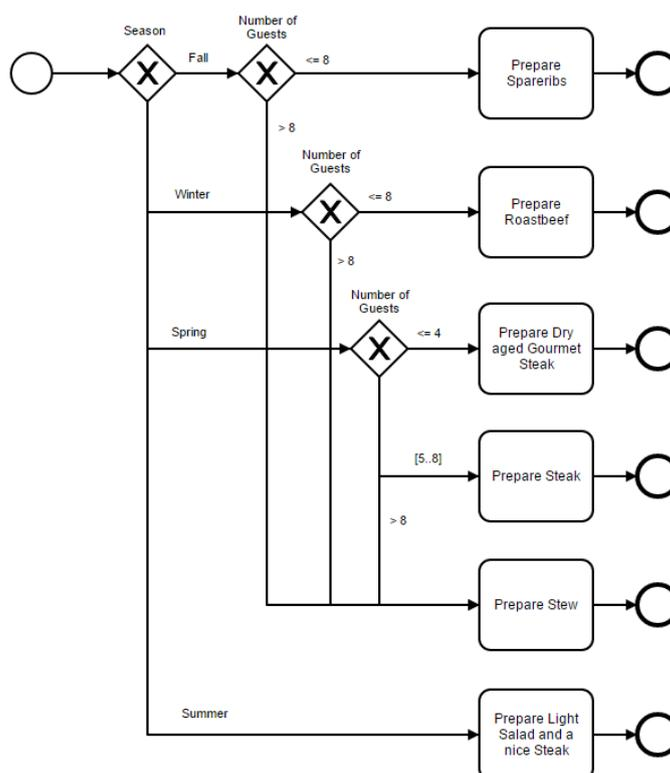 Season
Number of
Guests
Fall
<= 8
Prepare
Spareribs
> 8
Number of
Guests
Winter
<= 8
Prepare
Roastbeef
> 8
Number of
Guests
Spring
<= 4
Prepare Dry
aged Gourmet
Steak
[5..8]
Prepare Steak
> 8
Prepare Stew
Summer
Prepare Light
Salad and a
nice Steak